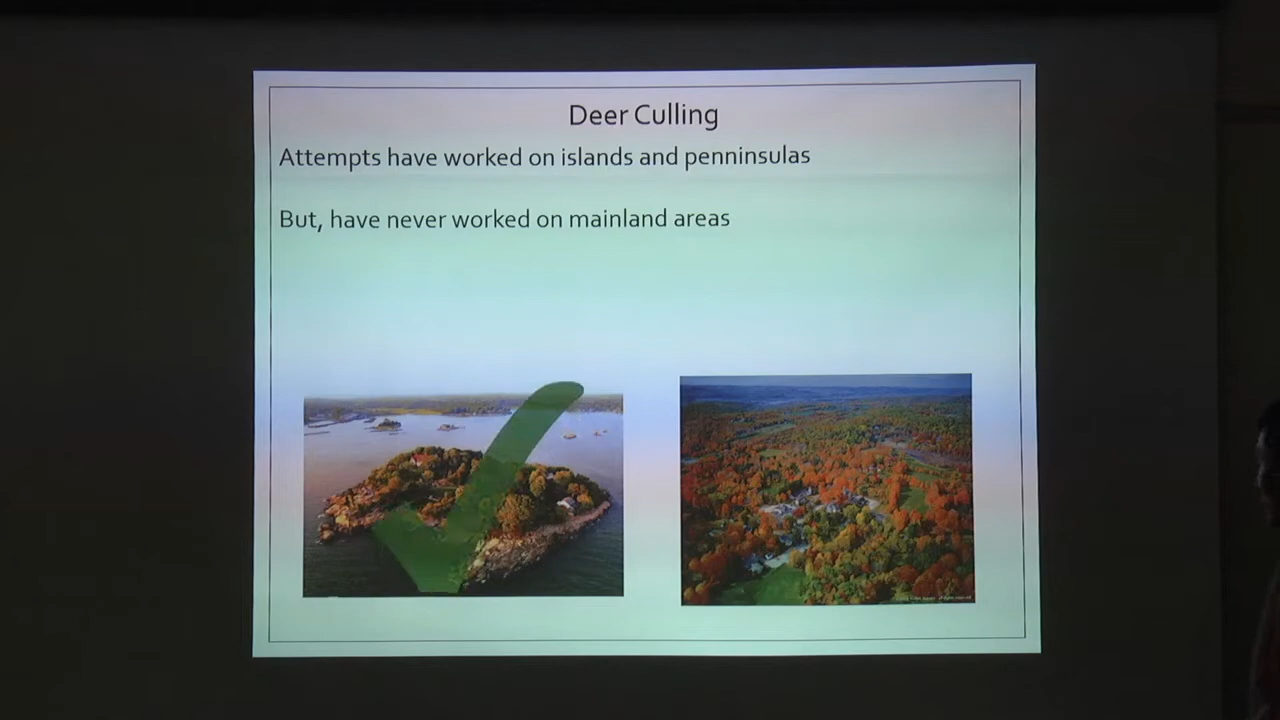 Deer Culling
Attempts have worked on islands and penninsulas
But, have never worked on mainland areas